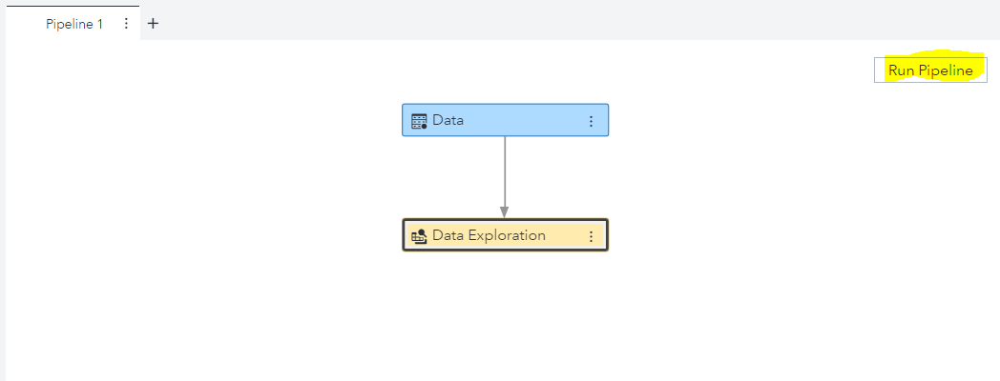 Pipeline 1
Run Pipeline
Data
Data Exploration